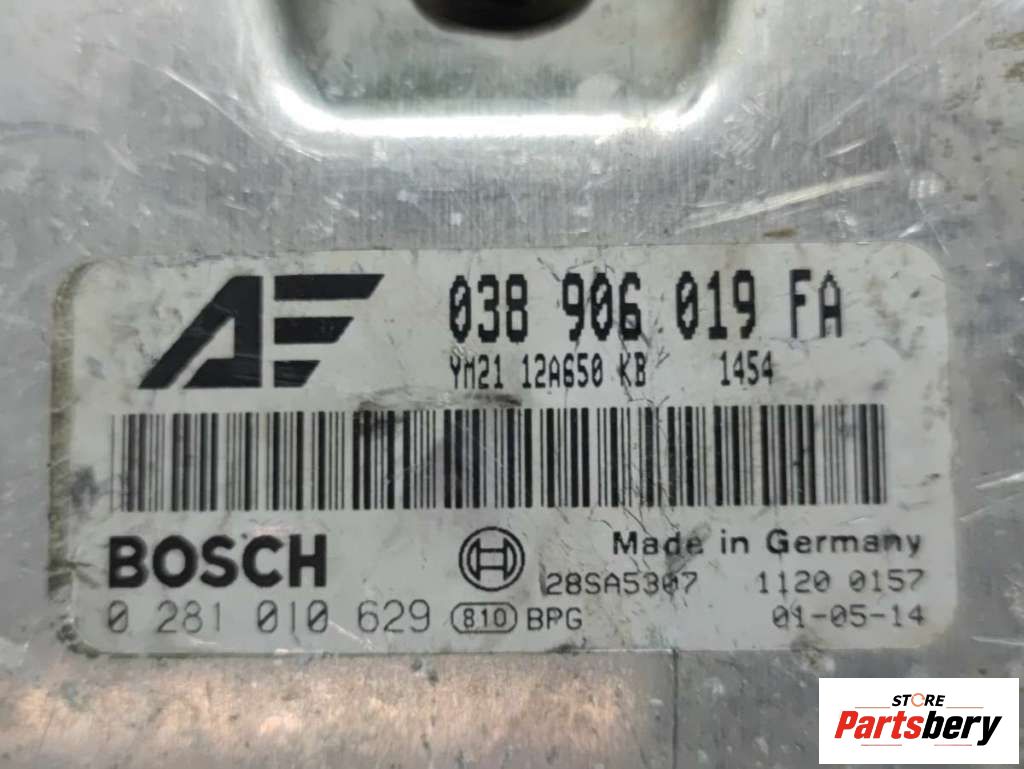 AF 038 906 019 FA
YM21 12A650 KB 1454
BOSCH Made in Germany
28SA5307 1120 0157
0 281 010 629 810 BPG 01-05-14
STORE
Partsbery